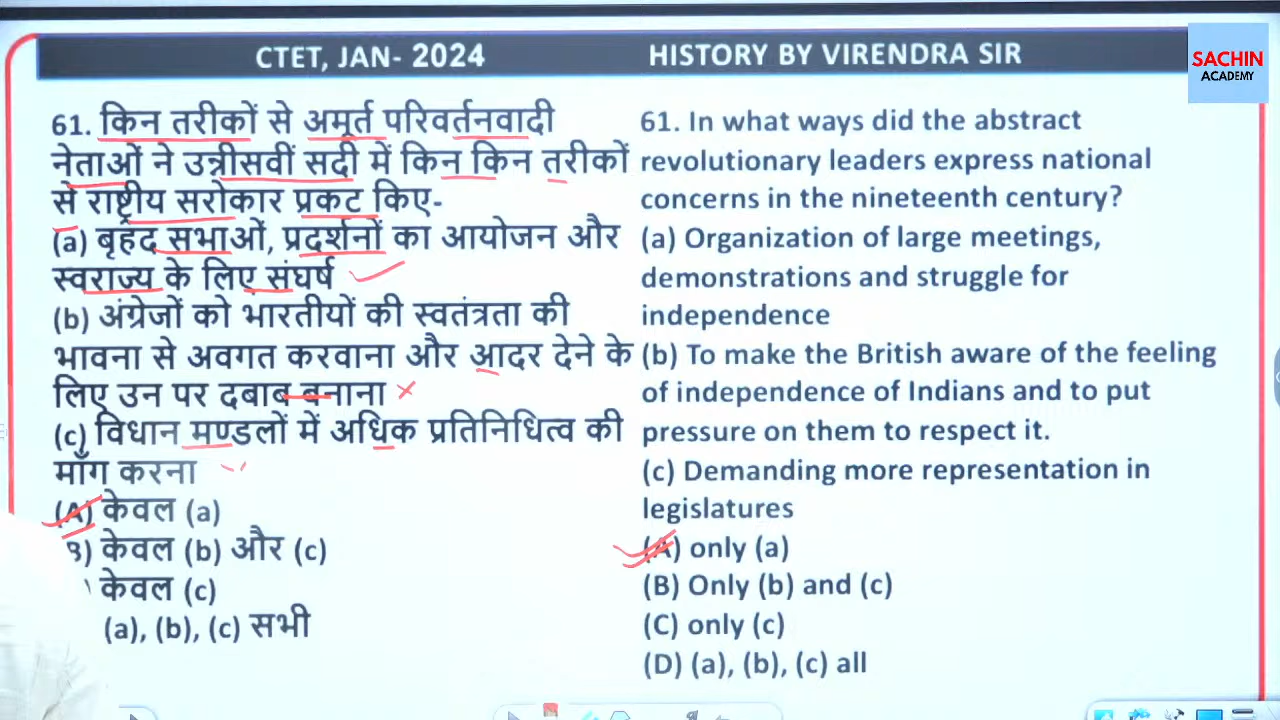 CTET, JAN- 2024
HISTORY BY VIRENDRA SIR
SACHIN
ACADEMY
61. किन तरीकों से अमूर्त परिवर्तनवादी
नेताओं ने उन्नीसवीं सदी में किन किन तरीकों
से राष्ट्रीय सरोकार प्रकट किए-
(a) बृहद सभाओं, प्रदर्शनों का आयोजन और
स्वराज्य के लिए संघर्ष
(b) अंग्रेजों को भारतीयों की स्वतंत्रता की
भावना से अवगत करवाना और आदर देने के
लिए उन पर दबाब बनाना
(c) विधान मण्डलों में अधिक प्रतिनिधित्व की
माँग करना
(A) केवल (a)
B) केवल (b) और (c)
) केवल (c)
(a), (b), (c) सभी
61. In what ways did the abstract
revolutionary leaders express national
concerns in the nineteenth century?
(a) Organization of large meetings,
demonstrations and struggle for
independence
(b) To make the British aware of the feeling
of independence of Indians and to put
pressure on them to respect it.
(c) Demanding more representation in
legislatures
(A) only (a)
(B) Only (b) and (c)
(C) only (c)
(D) (a), (b), (c) all